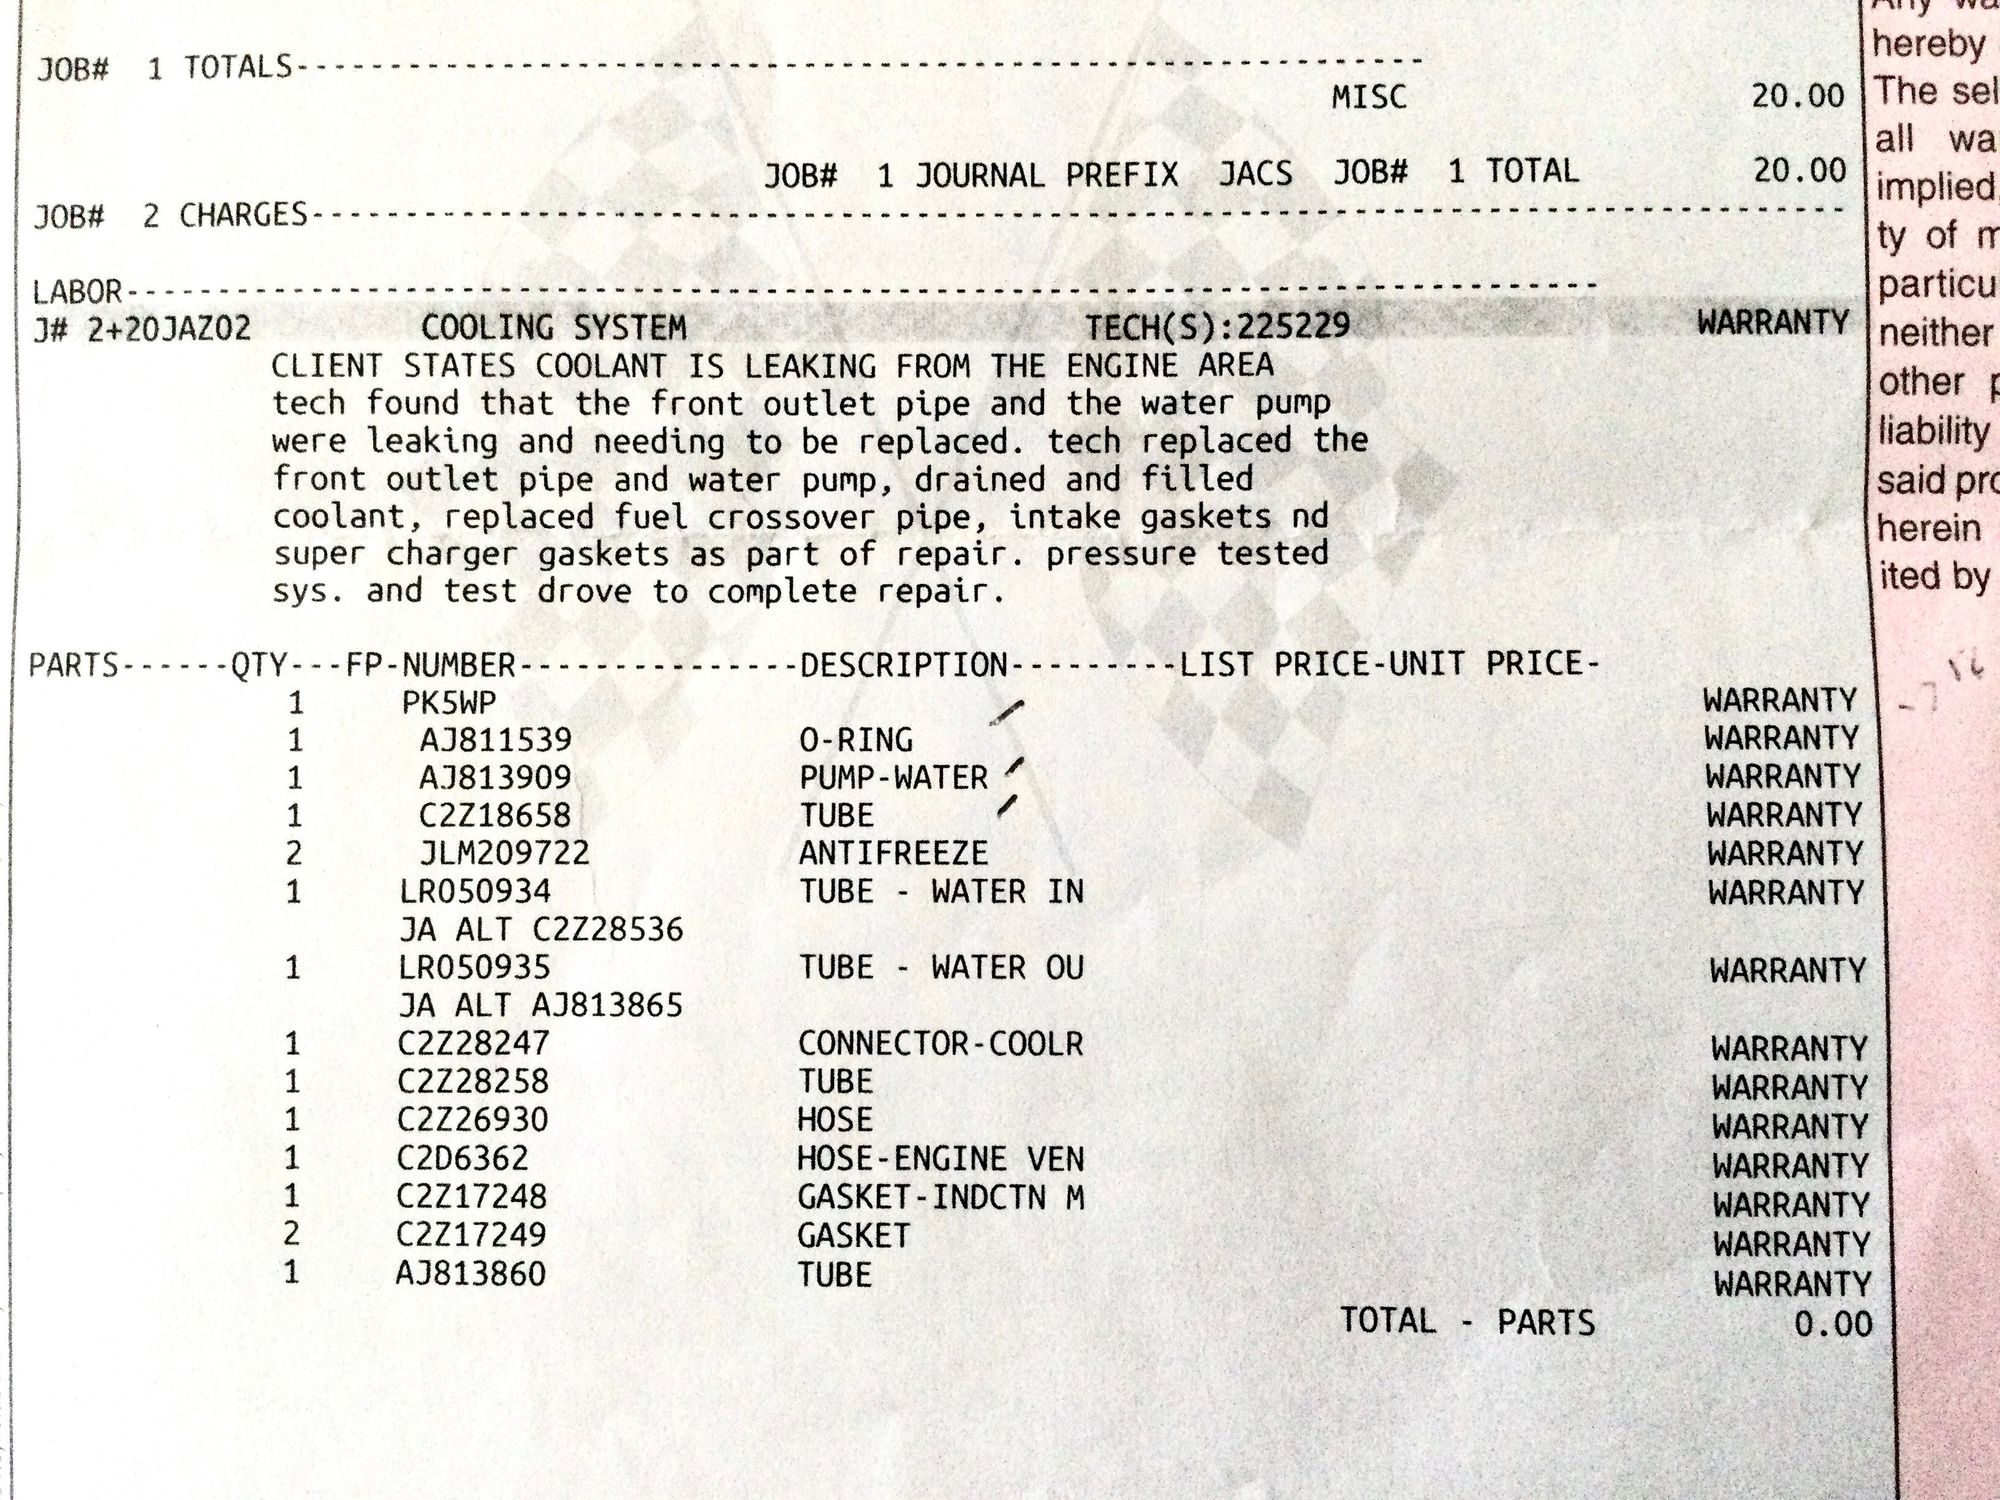 JOB# 1 TOTALS----------------------------------------------------------------
MISC 20.00
JOB# 1 JOURNAL PREFIX JACS JOB# 1 TOTAL 20.00
JOB# 2 CHARGES----------------------------------------------------------------
LABOR----------------------------------------------------------------
J# 2+20JAZ02 COOLING SYSTEM TECH(S):225229 WARRANTY
CLIENT STATES COOLANT IS LEAKING FROM THE ENGINE AREA
tech found that the front outlet pipe and the water pump
were leaking and needing to be replaced. tech replaced the
front outlet pipe and water pump, drained and filled
coolant, replaced fuel crossover pipe, intake gaskets nd
super charger gaskets as part of repair. pressure tested
sys. and test drove to complete repair.
PARTS------QTY---FP-NUMBER---------------DESCRIPTION---------LIST PRICE-UNIT PRICE-
1 PK5WP WARRANTY
1 AJ811539 O-RING WARRANTY
1 AJ813909 PUMP-WATER WARRANTY
1 C2Z18658 TUBE WARRANTY
2 JLM209722 ANTIFREEZE WARRANTY
1 LR050934 TUBE - WATER IN WARRANTY
JA ALT C2Z28536
1 LR050935 TUBE - WATER OU WARRANTY
JA ALT AJ813865
1 C2Z28247 CONNECTOR-COOLR WARRANTY
1 C2Z28258 TUBE WARRANTY
1 C2Z26930 HOSE WARRANTY
1 C2D6362 HOSE-ENGINE VEN WARRANTY
1 C2Z17248 GASKET-INDCTN M WARRANTY
2 C2Z17249 GASKET WARRANTY
1 AJ813860 TUBE WARRANTY
TOTAL - PARTS 0.00
Any wa
hereby
The sel
all wa
implied,
ty of m
particu
neither
other p
liability
said pro
herein
ited by